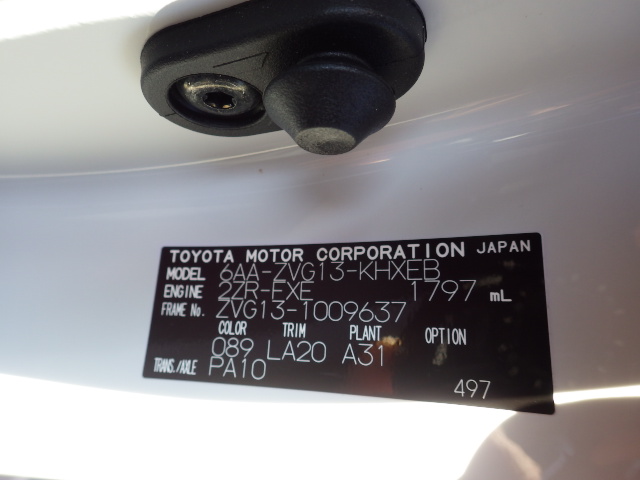 TOYOTA MOTOR CORPORATION JAPAN
MODEL 6AA-ZVG13-KHXEB
ENGINE 2ZR-FXE 1797 mL
FRAME No. ZVG13-1009637
COLOR TRIM PLANT OPTION
089 LA20 A31
TRANS./AXLE PA10
497